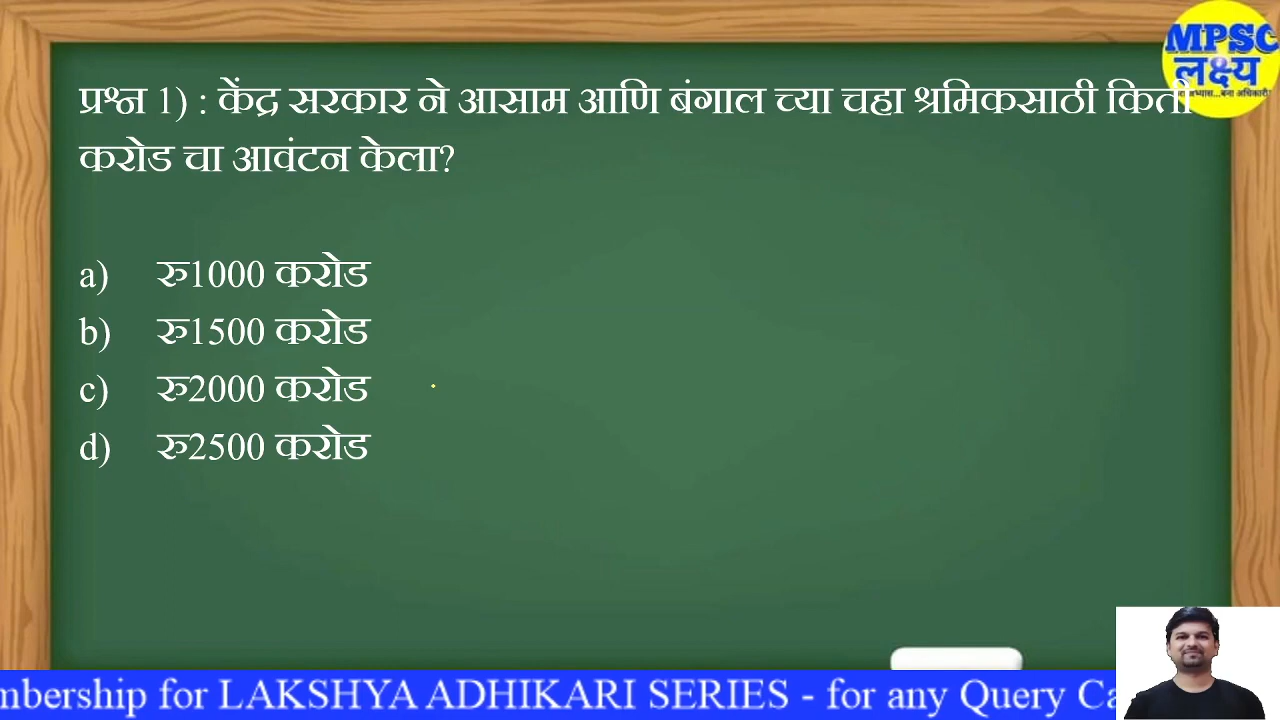 MPSC
लक्ष्य
प्रश्न 1) : केंद्र सरकार ने आसाम आणि बंगाल च्या चहा श्रमिकसाठी किती
करोड चा आवंटन केला?
a) रु1000 करोड
b) रु1500 करोड
c) रु2000 करोड
d) रु2500 करोड
mbership for LAKSHYA ADHIKARI SERIES - for any Query Ca